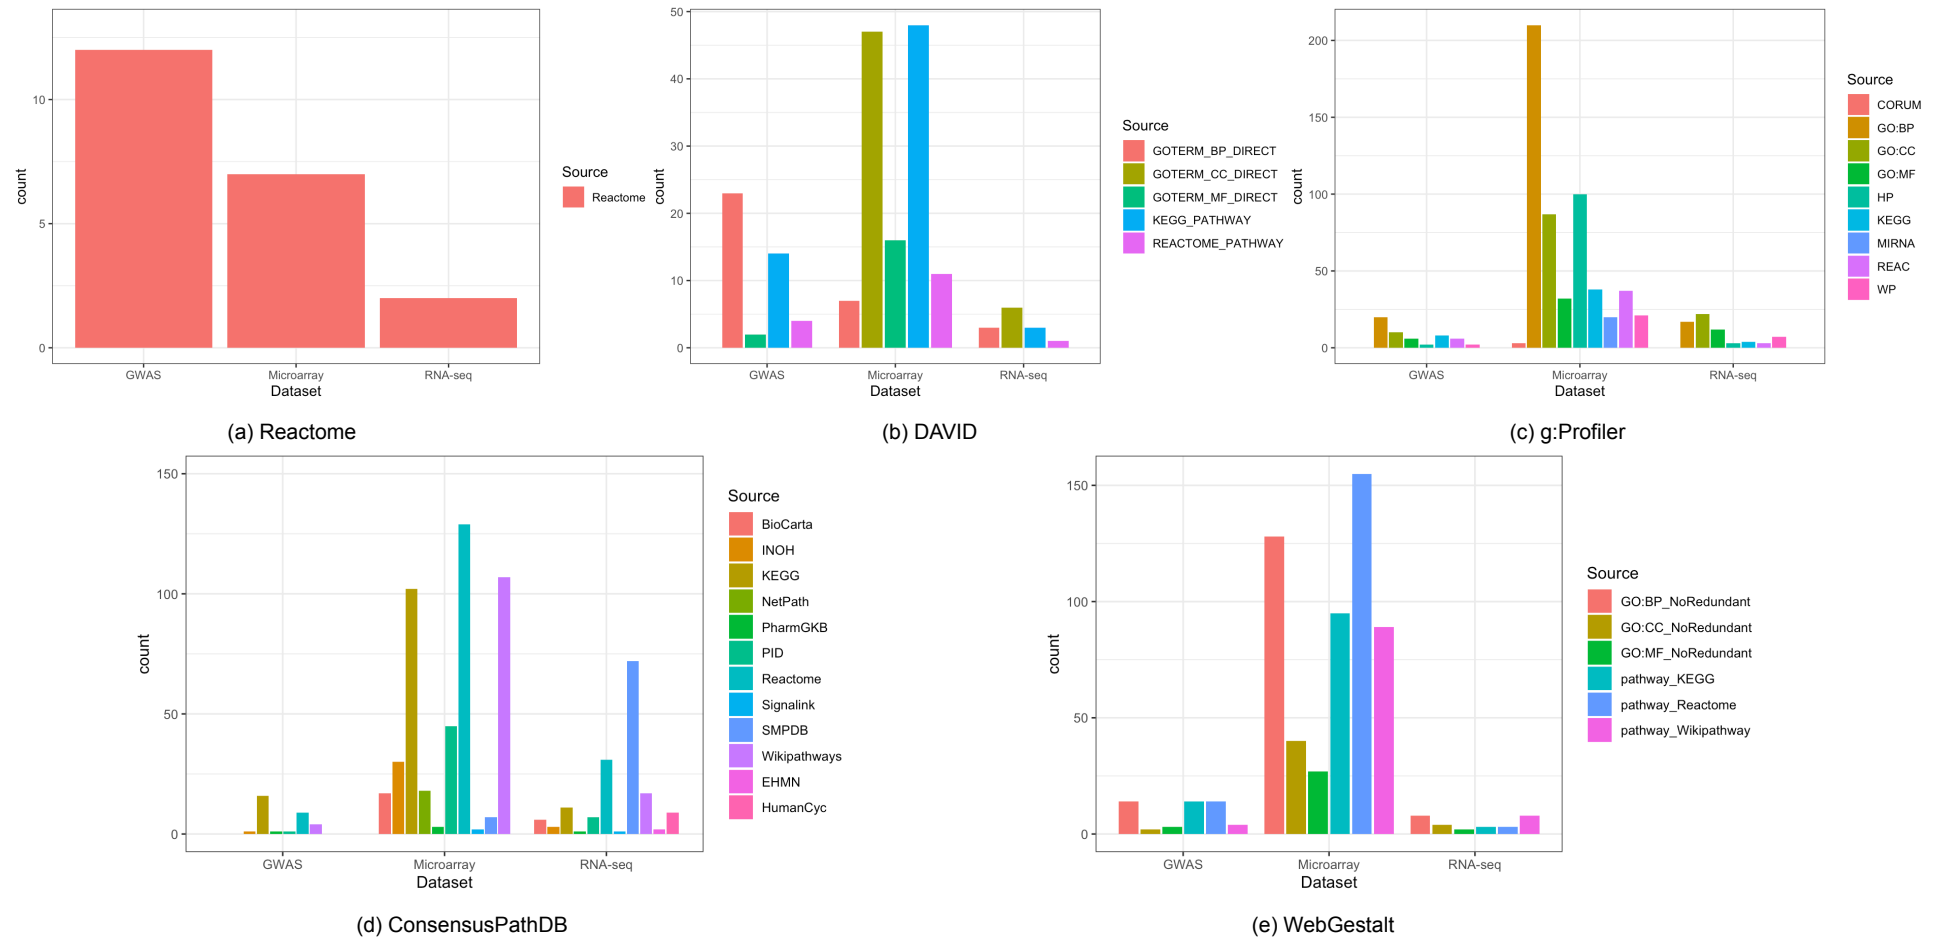 10
5
0
count
GWAS
Microarray
RNA-seq
Dataset
Source
Reactome
(a) Reactome
50
40
30
20
10
0
count
GWAS
Microarray
RNA-seq
Dataset
Source
GOTERM_BP_DIRECT
GOTERM_CC_DIRECT
GOTERM_MF_DIRECT
KEGG_PATHWAY
REACTOME_PATHWAY
(b) DAVID
200
150
100
50
0
count
GWAS
Microarray
RNA-seq
Dataset
Source
CORUM
GO:BP
GO:CC
GO:MF
HP
KEGG
MIRNA
REAC
WP
(c) g:Profiler
150
100
50
0
count
GWAS
Microarray
RNA-seq
Dataset
Source
BioCarta
INOH
KEGG
NetPath
PharmGKB
PID
Reactome
Signalink
SMPDB
Wikipathways
EHMN
HumanCyc
(d) ConsensusPathDB
150
100
50
0
count
GWAS
Microarray
RNA-seq
Dataset
Source
GO:BP_NoRedundant
GO:CC_NoRedundant
GO:MF_NoRedundant
pathway_KEGG
pathway_Reactome
pathway_Wikipathway
(e) WebGestalt